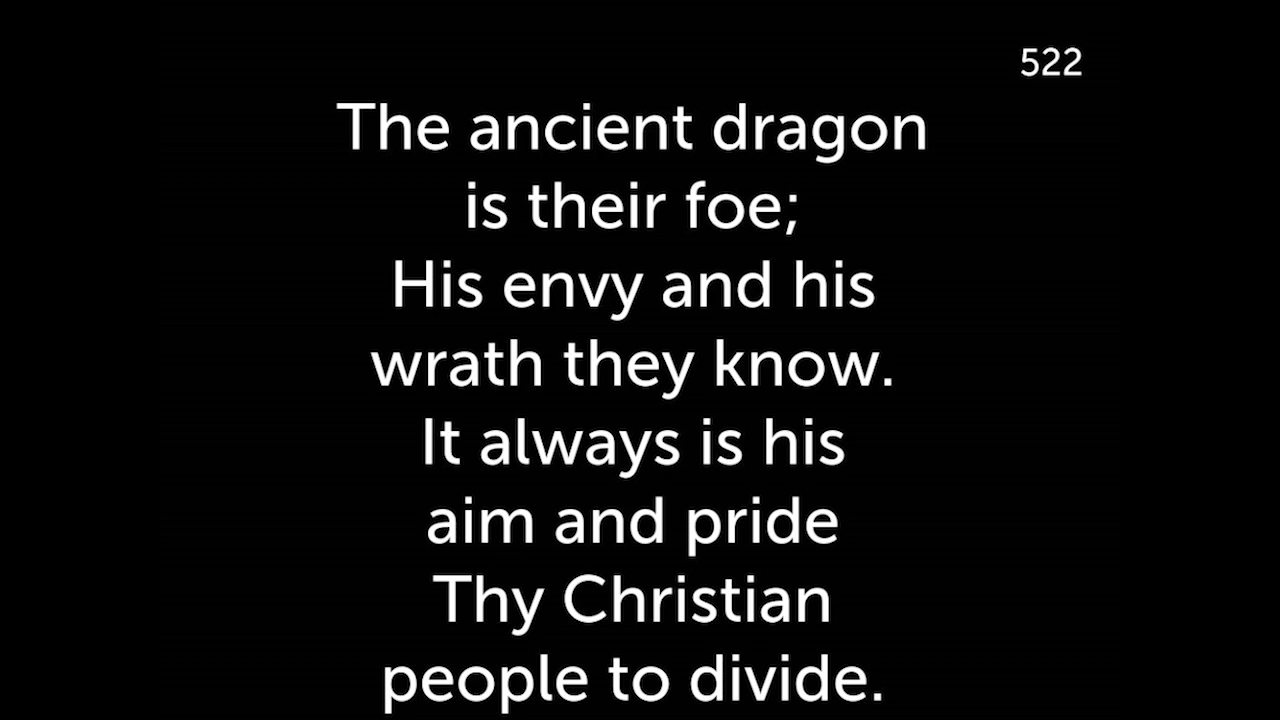 522
The ancient dragon
is their foe;
His envy and his
wrath they know.
It always is his
aim and pride
Thy Christian
people to divide.